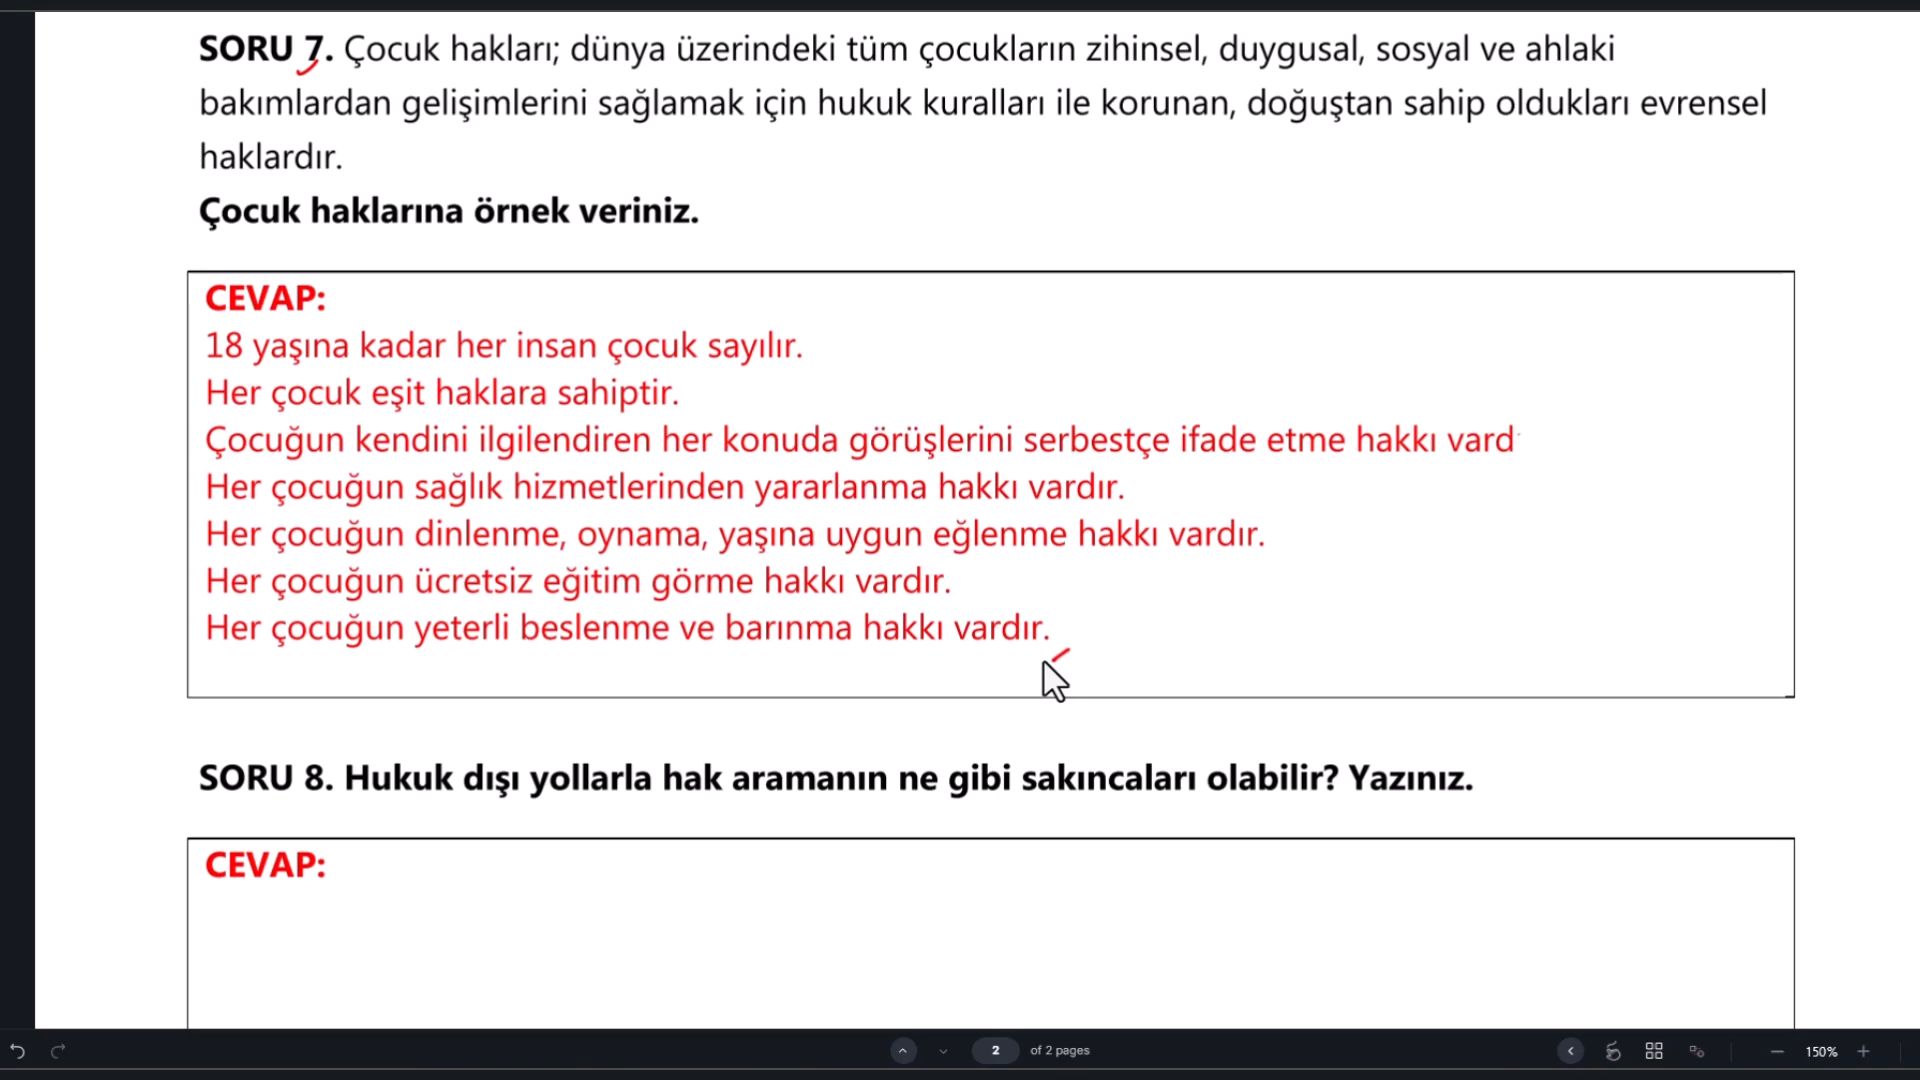 SORU 7. Çocuk hakları; dünya üzerindeki tüm çocukların zihinsel, duygusal, sosyal ve ahlaki
bakımlardan gelişimlerini sağlamak için hukuk kuralları ile korunan, doğuştan sahip oldukları evrensel
haklardır.
Çocuk haklarına örnek veriniz.
CEVAP:
18 yaşına kadar her insan çocuk sayılır.
Her çocuk eşit haklara sahiptir.
Çocuğun kendini ilgilendiren her konuda görüşlerini serbestçe ifade etme hakkı vard
Her çocuğun sağlık hizmetlerinden yararlanma hakkı vardır.
Her çocuğun dinlenme, oynama, yaşına uygun eğlenme hakkı vardır.
Her çocuğun ücretsiz eğitim görme hakkı vardır.
Her çocuğun yeterli beslenme ve barınma hakkı vardır.
SORU 8. Hukuk dışı yollarla hak aramanın ne gibi sakıncaları olabilir? Yazınız.
CEVAP:
2 of 2 pages
150%